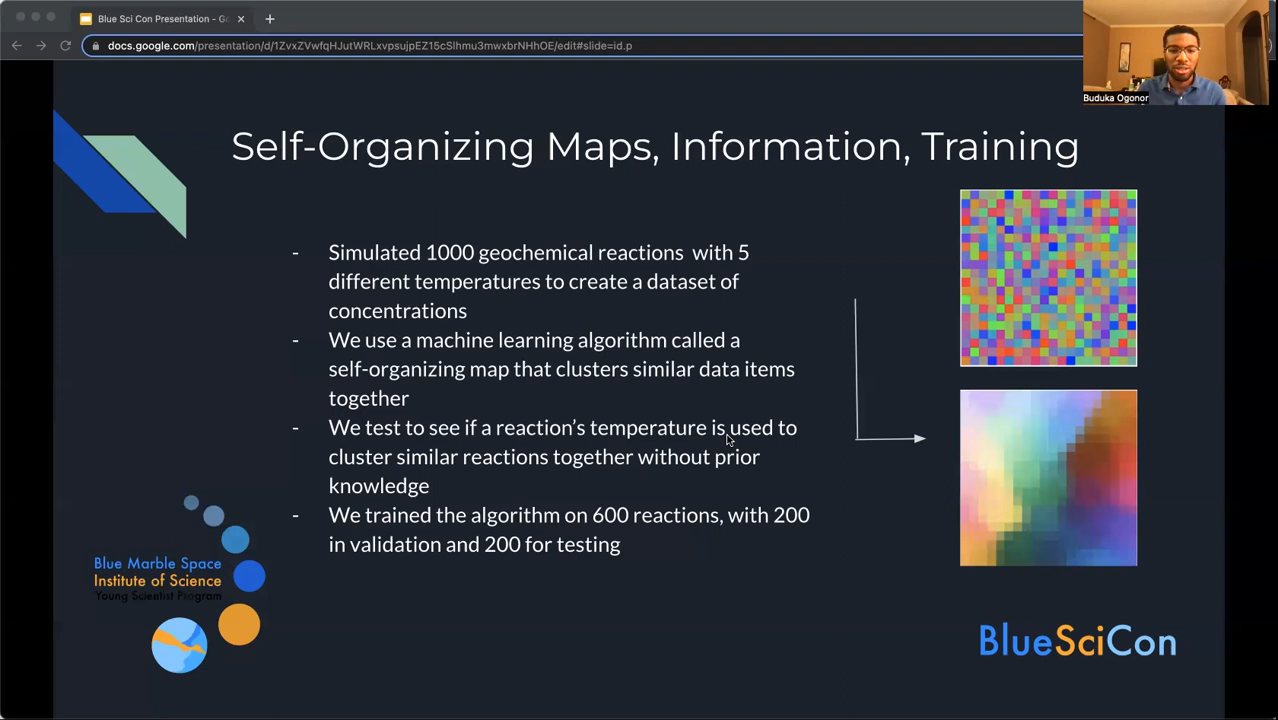 Blue Sci Con Presentation - Go
docs.google.com/presentation/d/1ZvxZVwfqHJutWRLxvpsujpEZ15cSlhmu3mwxbrNHhOE/edit#slide=id.p
Buduka Ogonor
Self-Organizing Maps, Information, Training
- Simulated 1000 geochemical reactions with 5
different temperatures to create a dataset of
concentrations
- We use a machine learning algorithm called a
self-organizing map that clusters similar data items
together
- We test to see if a reaction’s temperature is used to
cluster similar reactions together without prior
knowledge
- We trained the algorithm on 600 reactions, with 200
in validation and 200 for testing
Blue Marble Space
Institute of Science
Young Scientist Program
BlueSciCon